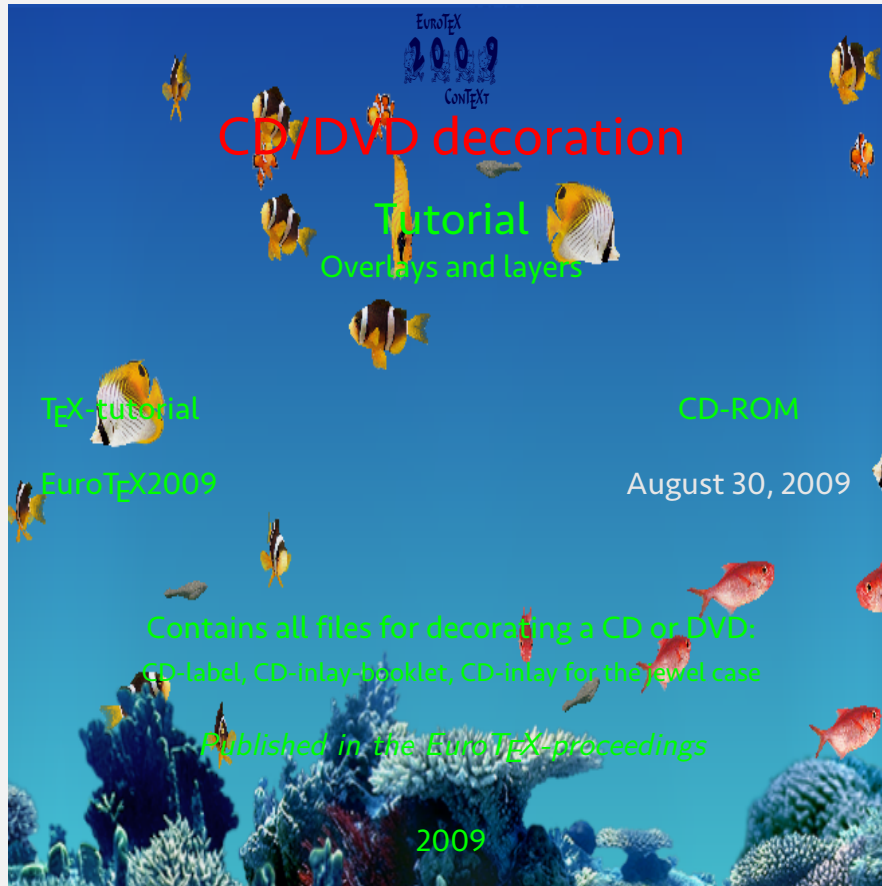 EuroTEX
2009
ConTEXt
CD/DVD decoration
Tutorial
Overlays and layers
TEX-tutorial
CD-ROM
EuroTEX2009
August 30, 2009
Contains all files for decorating a CD or DVD:
CD-label, CD-inlay-booklet, CD-inlay for the jewel case
Published in the EuroTEX-proceedings
2009